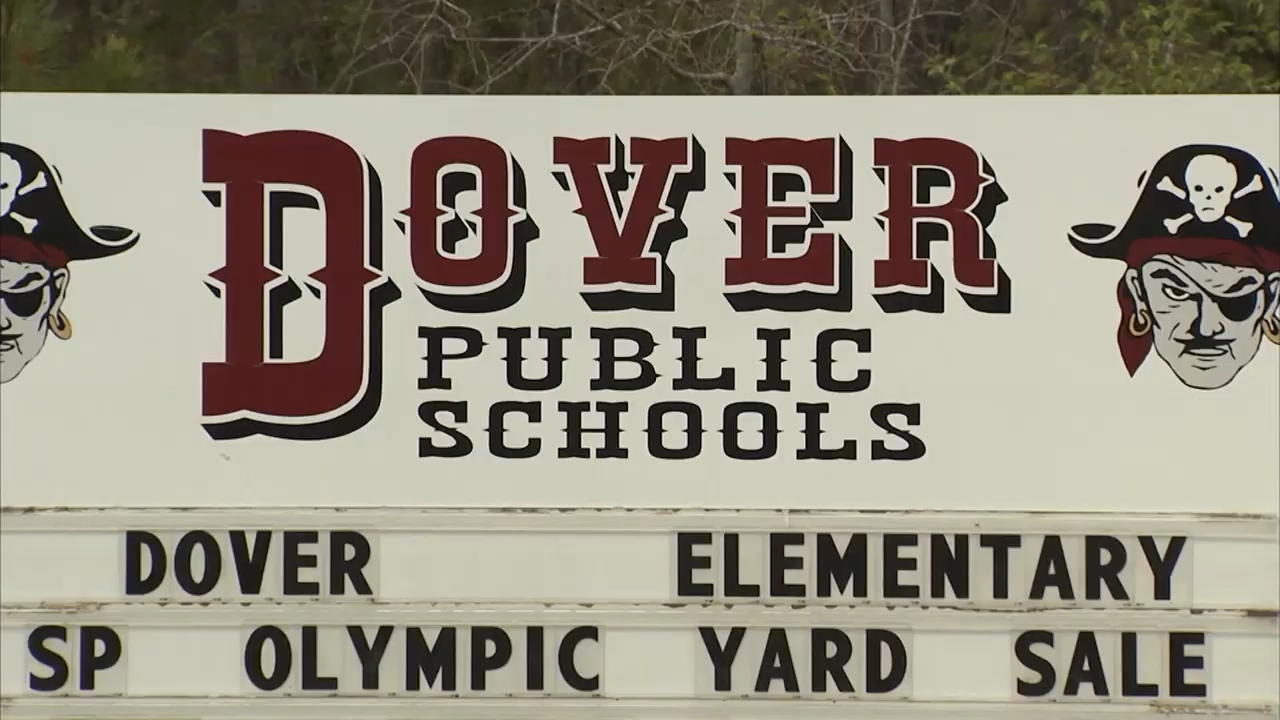 DOVER
PUBLIC
SCHOOLS
DOVER ELEMENTARY
SP OLYMPIC YARD SALE